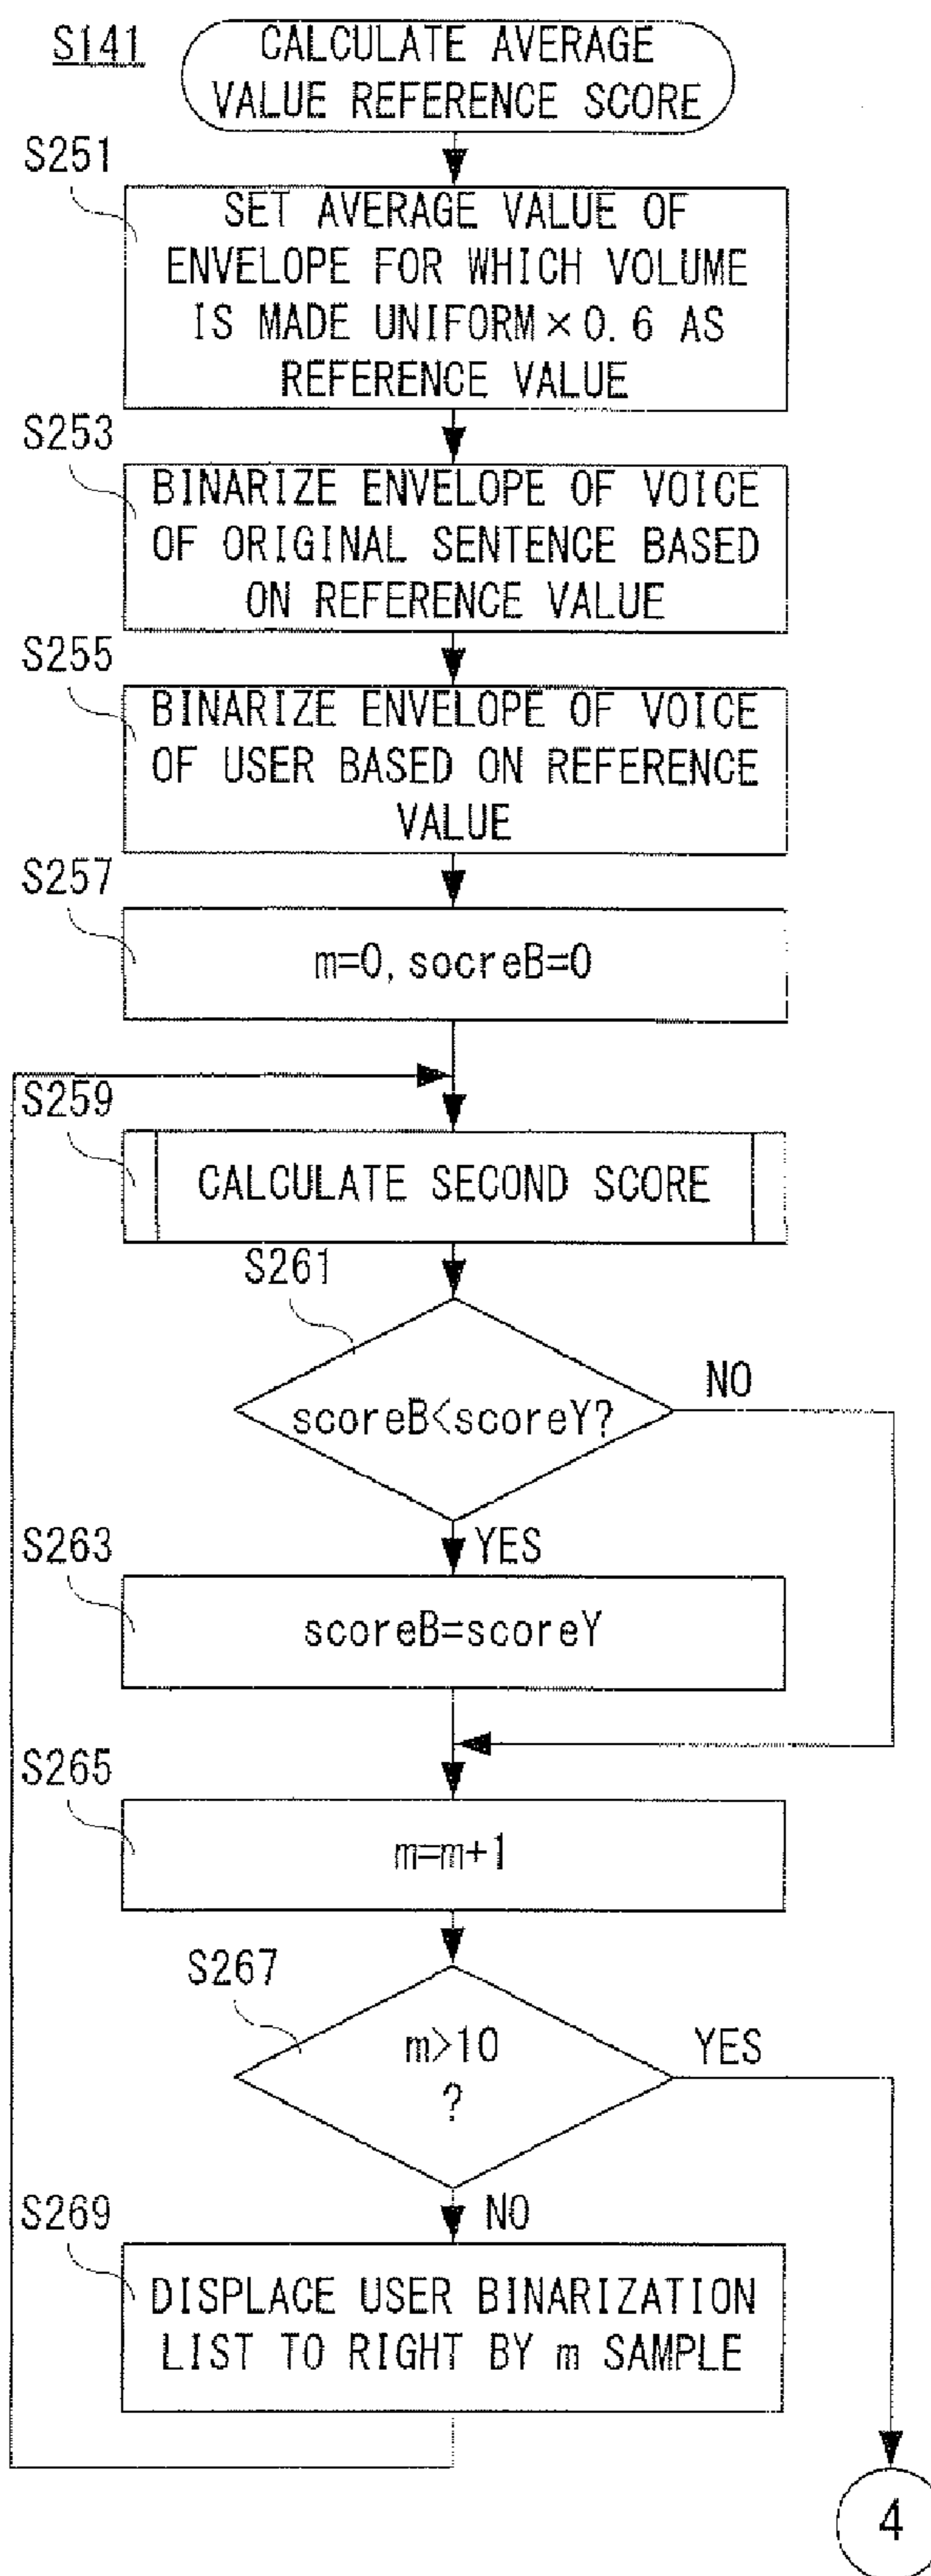 S141
CALCULATE AVERAGE
VALUE REFERENCE SCORE
S251
SET AVERAGE VALUE OF
ENVELOPE FOR WHICH VOLUME
IS MADE UNIFORM×0.6 AS
REFERENCE VALUE
S253
BINARIZE ENVELOPE OF VOICE
OF ORIGINAL SENTENCE BASED
ON REFERENCE VALUE
S255
BINARIZE ENVELOPE OF VOICE
OF USER BASED ON REFERENCE
VALUE
S257
m=0, socreB=0
S259
CALCULATE SECOND SCORE
S261
scoreB<scoreY?
NO
YES
S263
scoreB=scoreY
S265
m=m+1
S267
m>10
?
YES
NO
S269
DISPLACE USER BINARIZATION
LIST TO RIGHT BY m SAMPLE
4